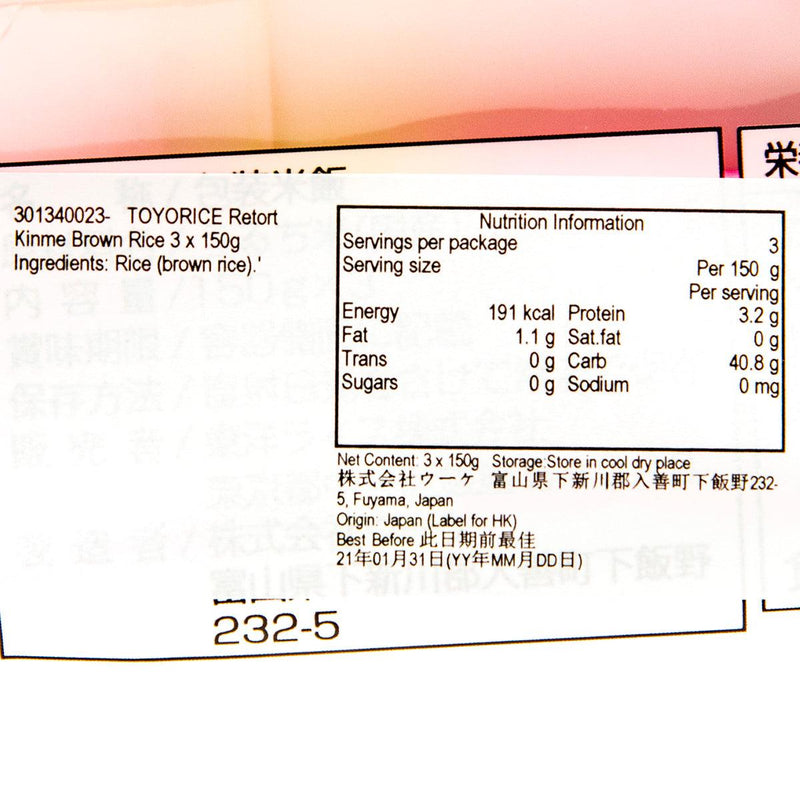 栄
301340023- TOYORICE Retort
Kinme Brown Rice 3 x 150g
Ingredients: Rice (brown rice).'
Nutrition Information
Servings per package 3
Serving size Per 150 g
Per serving
Energy 191 kcal Protein 3.2 g
Fat 1.1 g Sat.fat 0 g
Trans 0 g Carb 40.8 g
Sugars 0 g Sodium 0 mg
Net Content: 3 x 150g Storage:Store in cool dry place
株式会社ウーケ 富山県下新川郡入善町下飯野232-
5, Fuyama, Japan
Origin: Japan (Label for HK)
Best Before 此日期前最佳
21年01月31日(YY年MM月DD日)
232-5